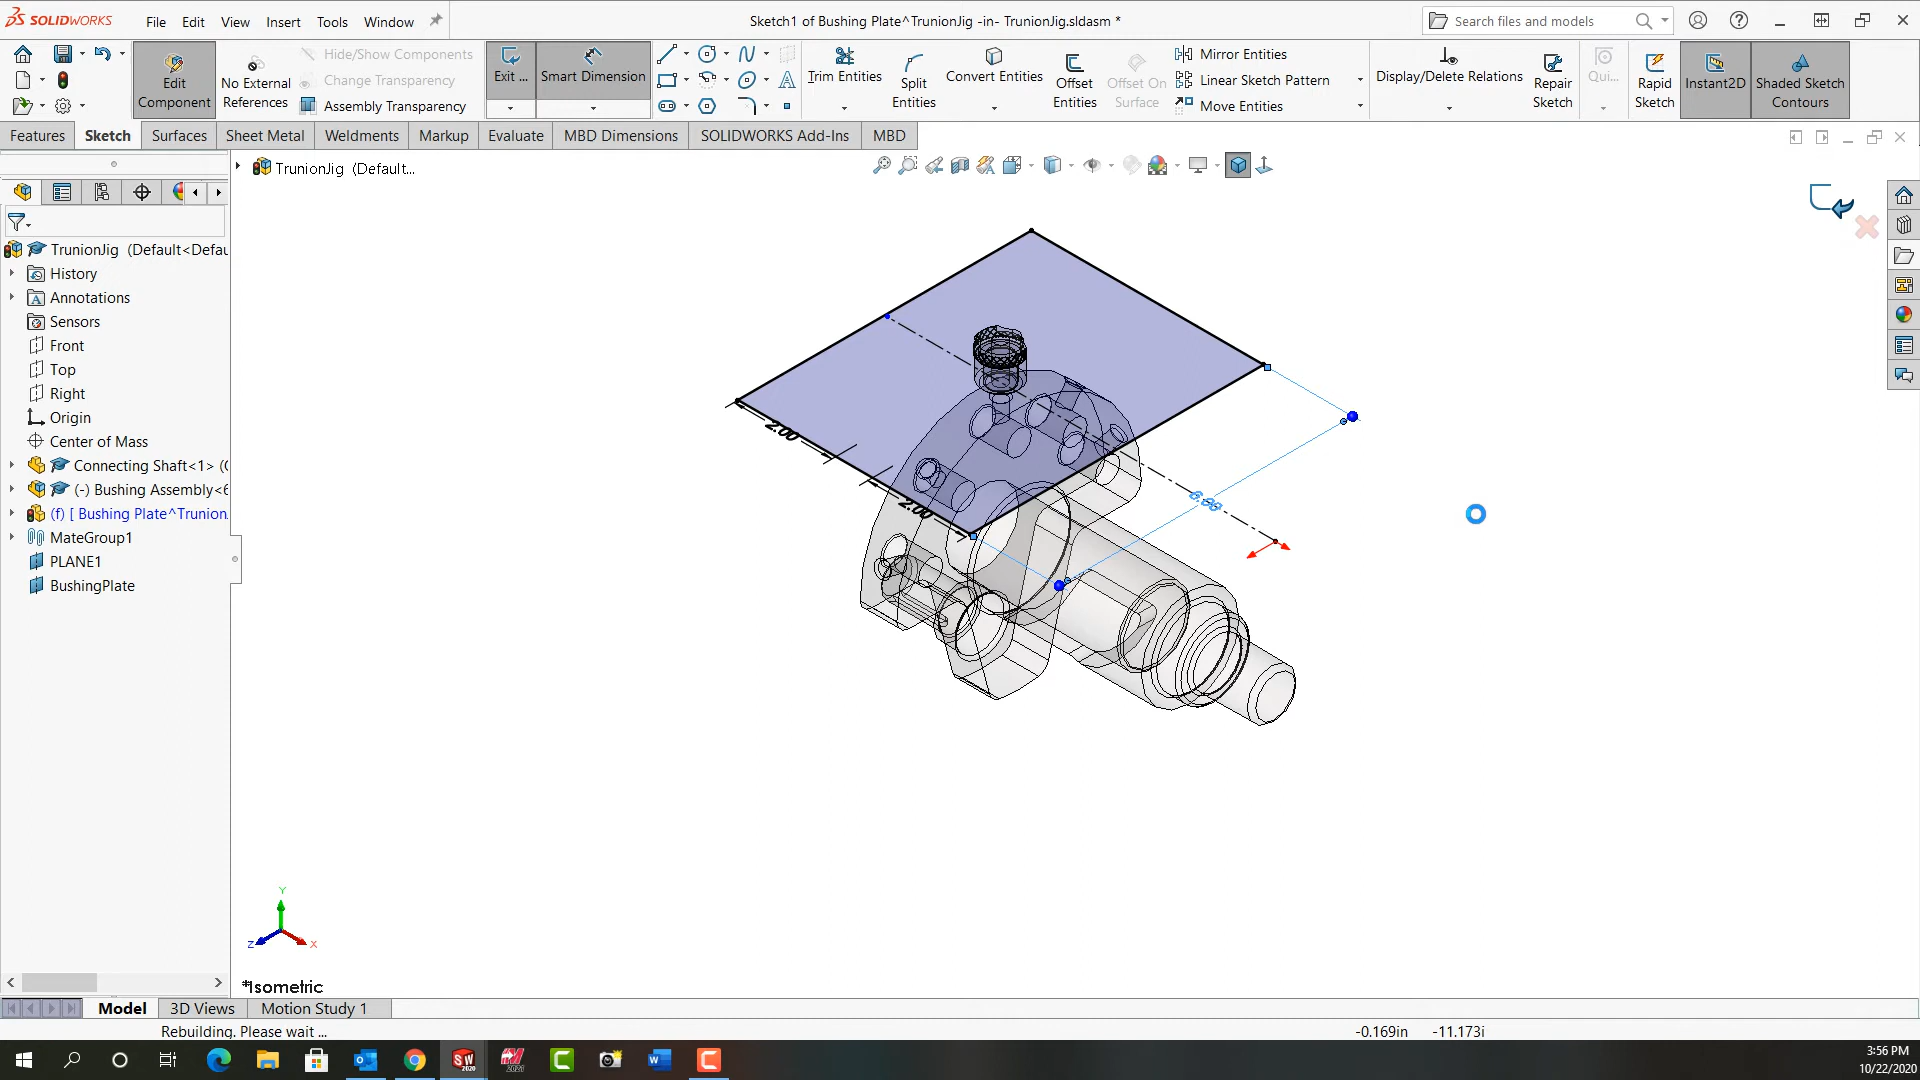 SOLIDWORKS
File Edit View Insert Tools Window
Sketch1 of Bushing Plate^TrunionJig -in- TrunionJig.sldasm *
Search files and models
Edit Component
No External References
Hide/Show Components
Change Transparency
Assembly Transparency
Exit ...
Smart Dimension
Trim Entities
Split Entities
Convert Entities
Offset Entities
Offset On Surface
Mirror Entities
Linear Sketch Pattern
Move Entities
Display/Delete Relations
Repair Sketch
Qui...
Rapid Sketch
Instant2D
Shaded Sketch Contours
Features Sketch Surfaces Sheet Metal Weldments Markup Evaluate MBD Dimensions SOLIDWORKS Add-Ins MBD
TrunionJig (Default...
TrunionJig (Default<Defau
History
Annotations
Sensors
Front
Top
Right
Origin
Center of Mass
Connecting Shaft<1> (
(-) Bushing Assembly<6
(f) [ Bushing Plate^Trunion
MateGroup1
PLANE1
BushingPlate
2.00
2.00
Y
Z
X
*Isometric
Model 3D Views Motion Study 1
Rebuilding. Please wait ...
-0.169in -11.173i
3:56 PM
10/22/2020